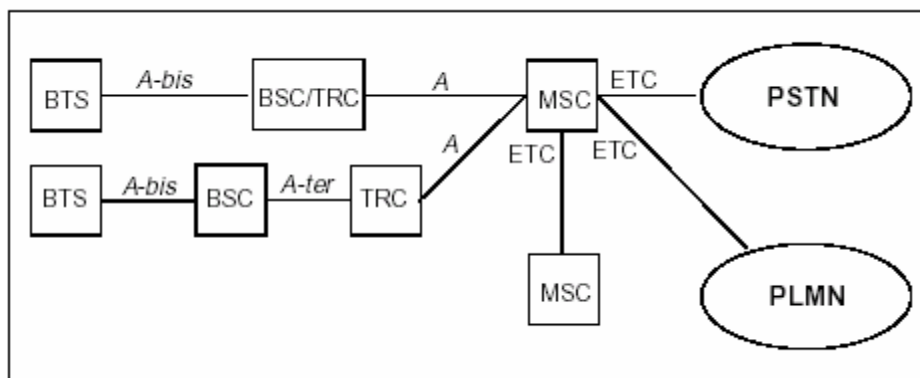 BTS A-bis BSC/TRC A MSC ETC PSTN
A ETC ETC
BTS A-bis BSC A-ter TRC
MSC PLMN